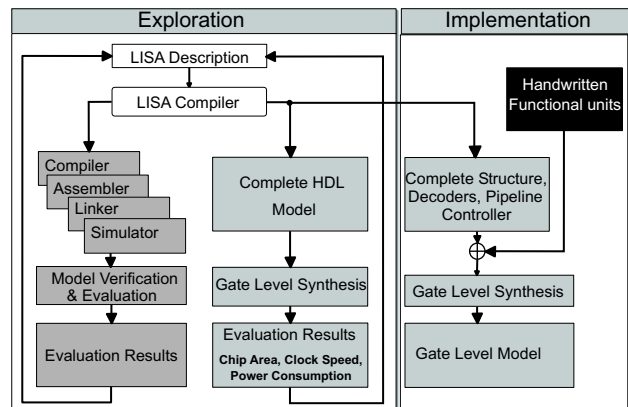 Exploration
Implementation
LISA Description
LISA Compiler
Handwritten
Functional units
Compiler
Assembler
Linker
Simulator
Model Verification
& Evaluation
Evaluation Results
Complete HDL
Model
Gate Level Synthesis
Evaluation Results
Chip Area, Clock Speed,
Power Consumption
Complete Structure,
Decoders, Pipeline
Controller
Gate Level Synthesis
Gate Level Model